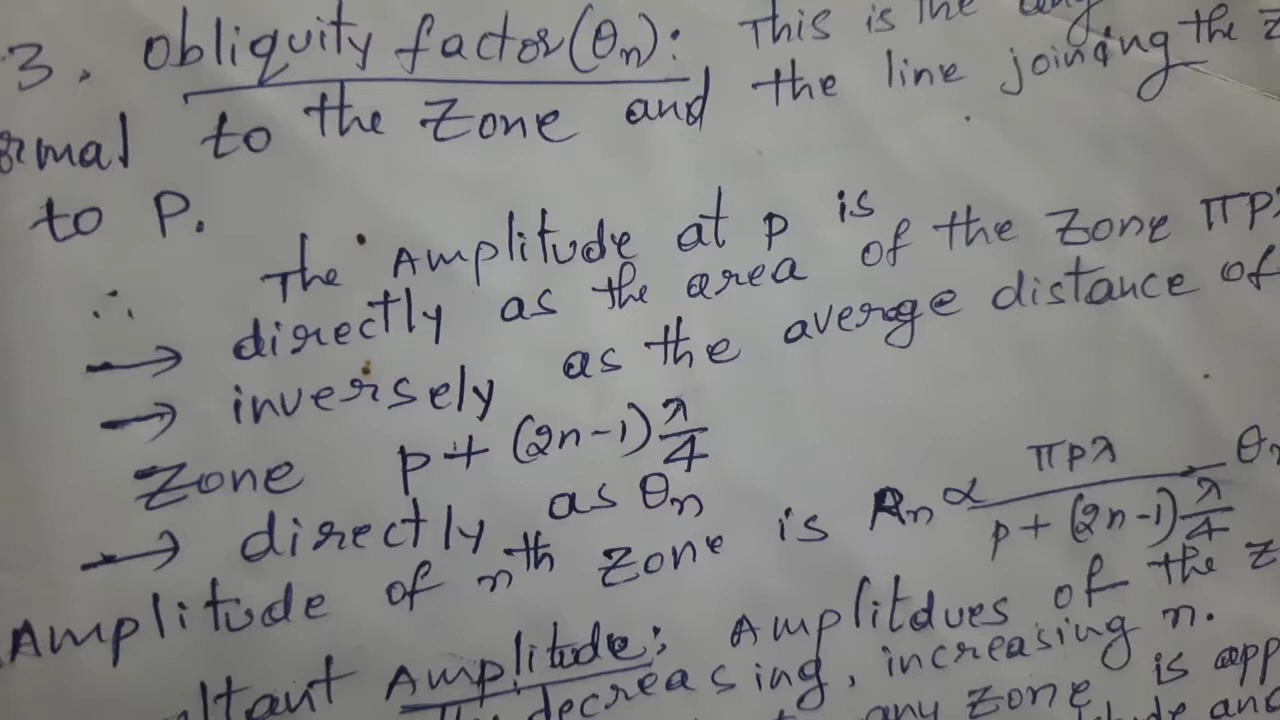 3. Obliquity factor (θn): This is the
to the zone and the line joining the
to P.
∴ The Amplitude at P is
→ directly as the area of the zone πpλ
→ inversely as the averge distance of
zone p + (2n-1) λ/4
→ directly as θn
Amplitude of nth zone is An ∝ πpλ / p + (2n-1) λ/4 θn
Amplitude: Amplitdues of the
decreasing, increasing n.
any zone is